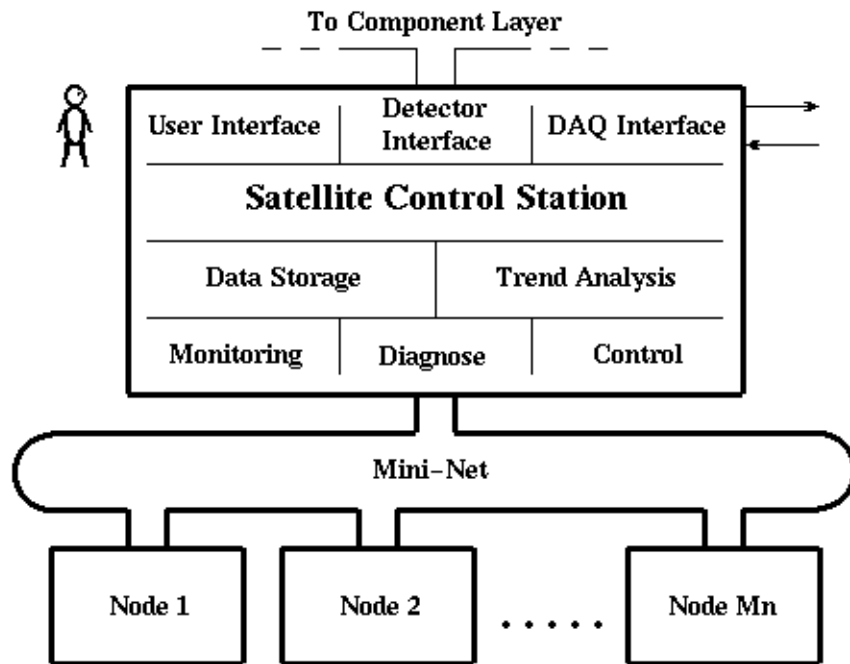 To Component Layer
User Interface
Detector
Interface
DAQ Interface
Satellite Control Station
Data Storage
Trend Analysis
Monitoring
Diagnose
Control
Mini-Net
Node 1
Node 2
.....
Node Mn